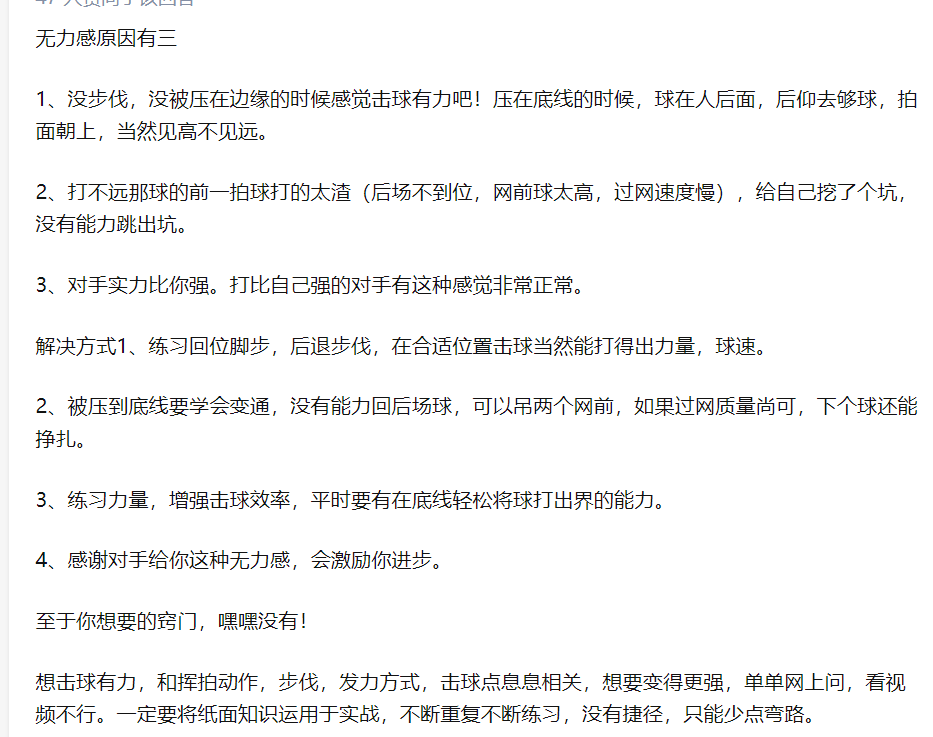 无力感原因有三
1、没步伐，没被压在边缘的时候感觉击球有力吧！压在底线的时候，球在人后面，后仰去够球，拍
面朝上，当然见高不见远。
2、打不远那球的前一拍球打的太渣（后场不到位，网前球太高，过网速度慢），给自己挖了个坑，
没有能力跳出坑。
3、对手实力比你强。打比自己强的对手有这种感觉非常正常。
解决方式1、练习回位脚步，后退步伐，在合适位置击球当然能打得出力量，球速。
2、被压到底线要学会变通，没有能力回后场球，可以吊两个网前，如果过网质量尚可，下个球还能
挣扎。
3、练习力量，增强击球效率，平时要有在底线轻松将球打出界的能力。
4、感谢对手给你这种无力感，会激励你进步。
至于你想要的窍门，嘿嘿没有！
想击球有力，和挥拍动作，步伐，发力方式，击球点息息相关，想要变得更强，单单网上问，看视
频不行。一定要将纸面知识运用于实战，不断重复不断练习，没有捷径，只能少点弯路。